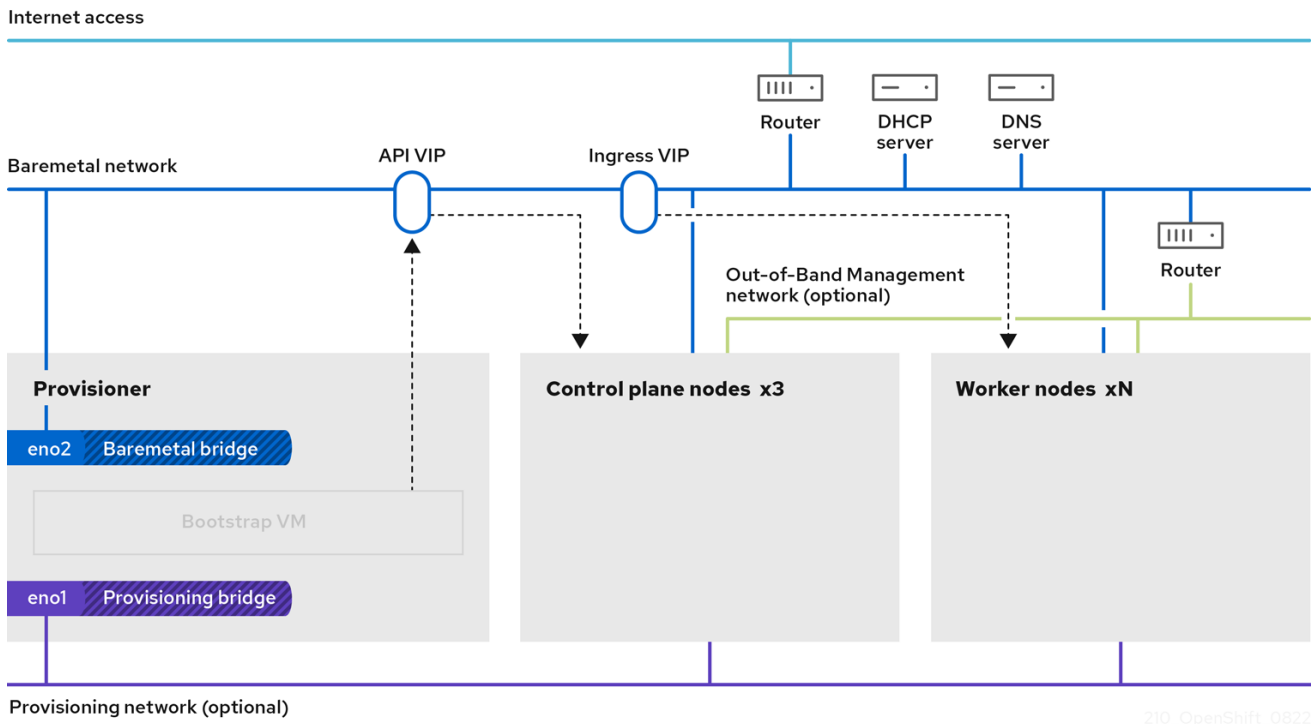 Internet access
Router
DHCP
server
DNS
server
Baremetal network
API VIP
Ingress VIP
Router
Out-of-Band Management
network (optional)
Provisioner
Control plane nodes x3
Worker nodes xN
eno2
Baremetal bridge
Bootstrap VM
eno1
Provisioning bridge
Provisioning network (optional)
210_OpenShift_0822